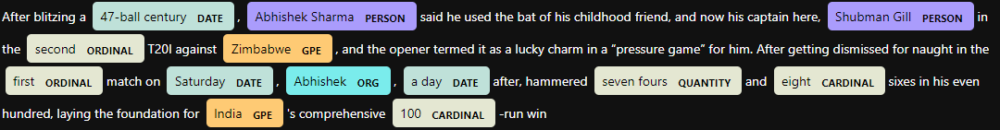 After blitzing a 47-ball century DATE , Abhishek Sharma PERSON said he used the bat of his childhood friend, and now his captain here, Shubman Gill PERSON in
the second ORDINAL T20I against Zimbabwe GPE , and the opener termed it as a lucky charm in a “pressure game” for him. After getting dismissed for naught in the
first ORDINAL match on Saturday DATE , Abhishek ORG , a day DATE after, hammered seven fours QUANTITY and eight CARDINAL sixes in his even
hundred, laying the foundation for India GPE 's comprehensive 100 CARDINAL -run win